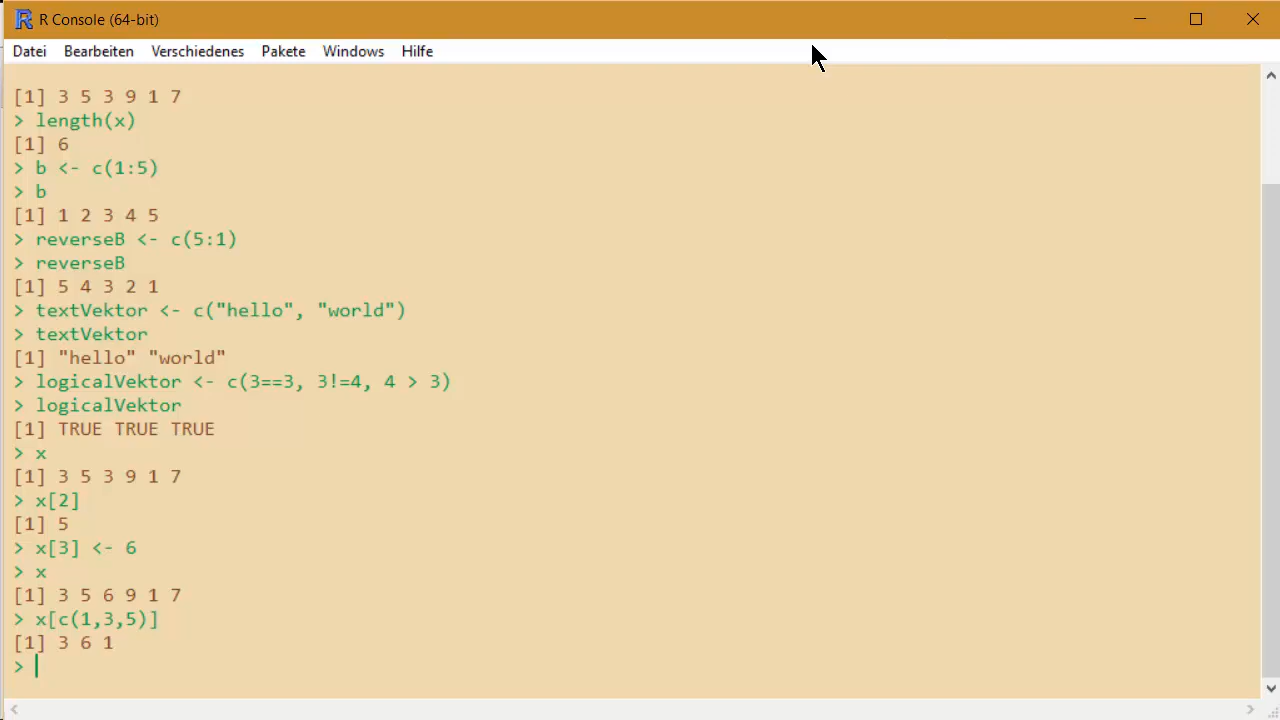 R Console (64-bit)
Datei Bearbeiten Verschiedenes Pakete Windows Hilfe
[1] 3 5 3 9 1 7
> length(x)
[1] 6
> b <- c(1:5)
> b
[1] 1 2 3 4 5
> reverseB <- c(5:1)
> reverseB
[1] 5 4 3 2 1
> textVektor <- c("hello", "world")
> textVektor
[1] "hello" "world"
> logicalVektor <- c(3==3, 3!=4, 4 > 3)
> logicalVektor
[1] TRUE TRUE TRUE
> x
[1] 3 5 3 9 1 7
> x[2]
[1] 5
> x[3] <- 6
> x
[1] 3 5 6 9 1 7
> x[c(1,3,5)]
[1] 3 6 1
>